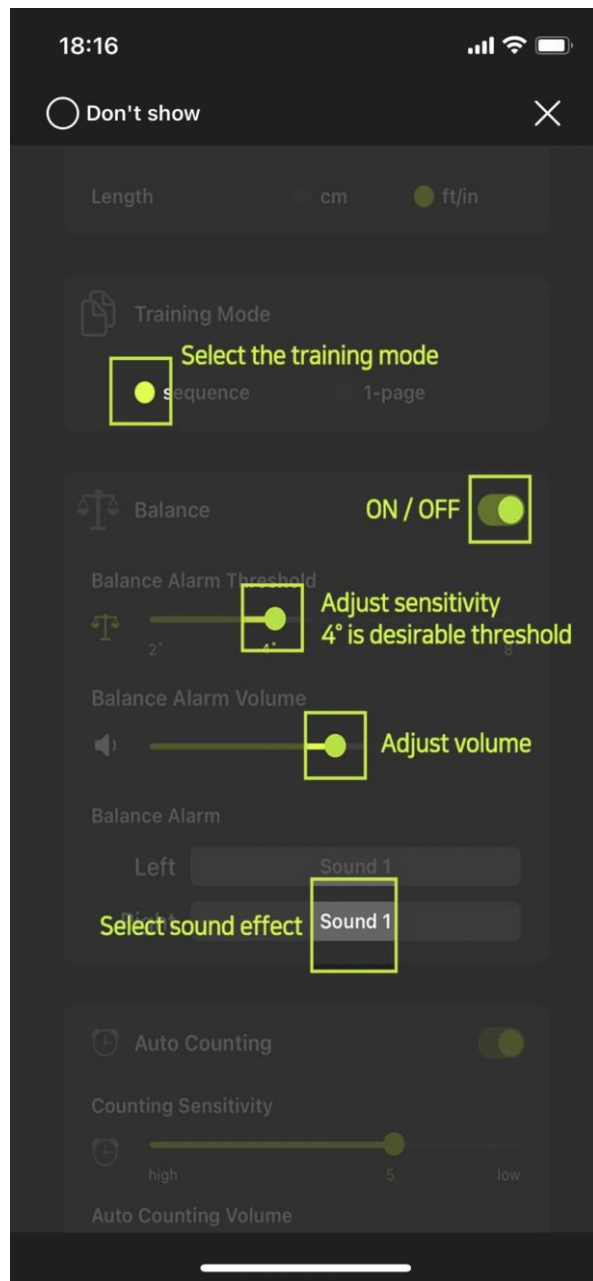 18:16
Don't show
Length cm ft/in
Training Mode
Select the training mode
sequence 1-page
Balance ON / OFF
Balance Alarm Threshold
Adjust sensitivity
4° is desirable threshold
2° 4° 8°
Balance Alarm Volume
Adjust volume
Balance Alarm
Left Sound 1
Right Sound 1
Select sound effect
Auto Counting
Counting Sensitivity
high 5 low
Auto Counting Volume